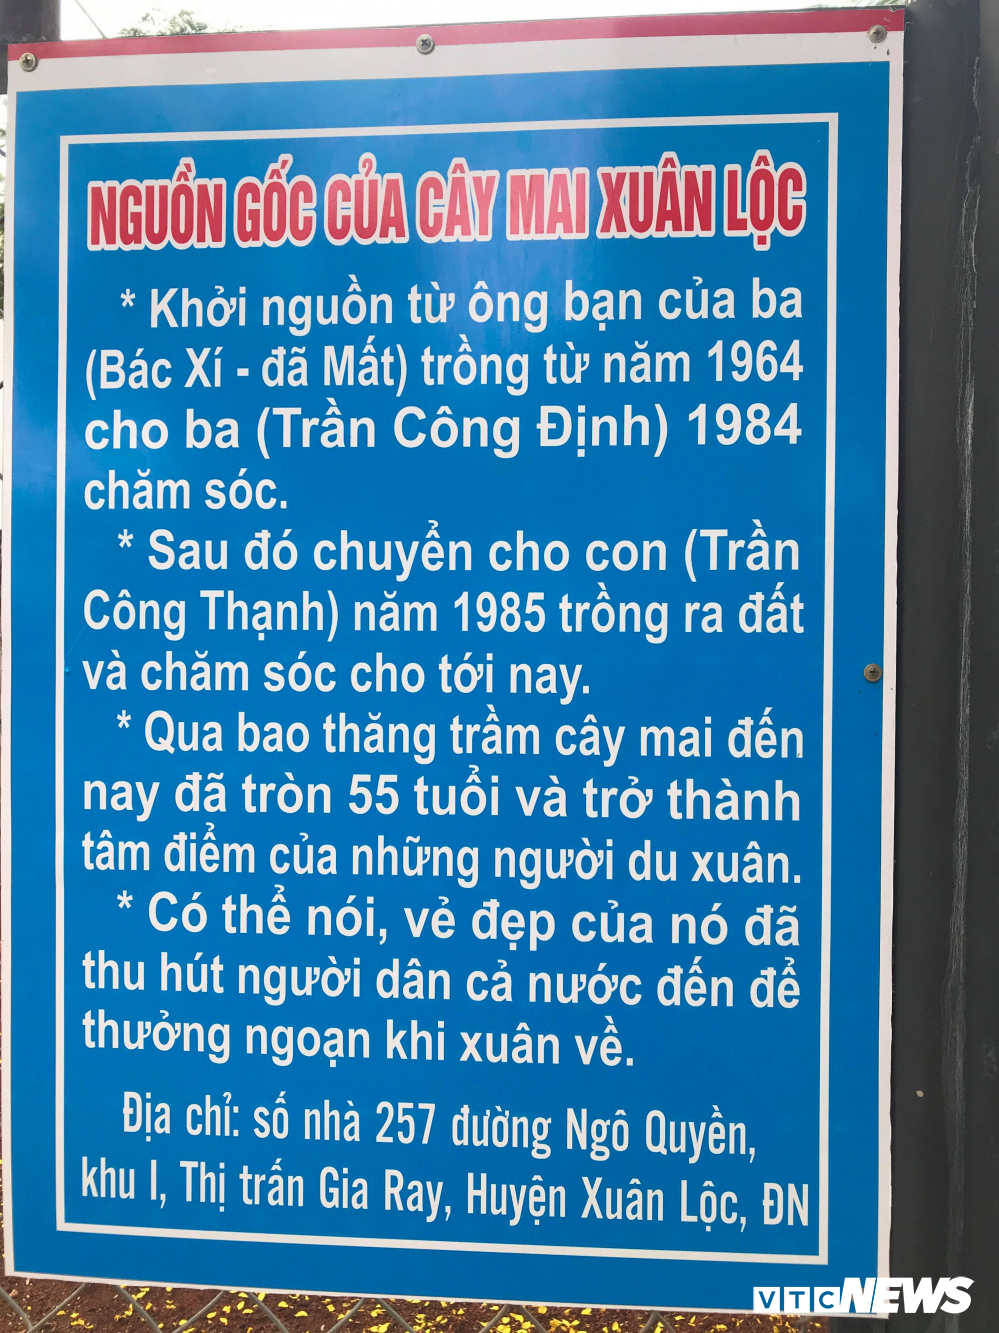 NGUỒN GỐC CỦA CÂY MAI XUÂN LỘC
* Khởi nguồn từ ông bạn của ba
(Bác Xí - đã Mất) trồng từ năm 1964
cho ba (Trần Công Định) 1984
chăm sóc.
* Sau đó chuyển cho con (Trần
Công Thạnh) năm 1985 trồng ra đất
và chăm sóc cho tới nay.
* Qua bao thăng trầm cây mai đến
nay đã tròn 55 tuổi và trở thành
tâm điểm của những người du xuân.
* Có thể nói, vẻ đẹp của nó đã
thu hút người dân cả nước đến để
thưởng ngoạn khi xuân về.
Địa chỉ: số nhà 257 đường Ngô Quyền,
khu I, Thị trấn Gia Ray, Huyện Xuân Lộc, ĐN
VTC NEWS